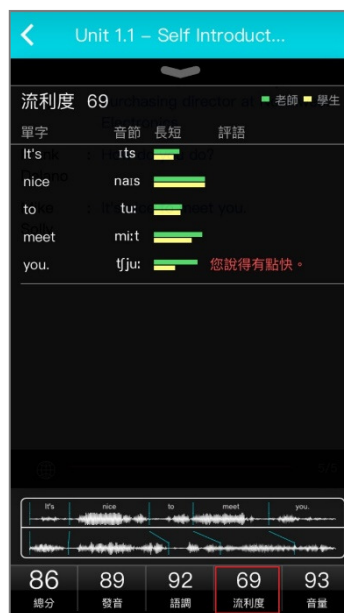 Unit 1.1 – Self Introduct...
流利度 69 老師 學生
單字 音節 長短 評語
It's ɪts
nice naɪs
to tuː
meet miːt
you. tʃjuː 您說得有點快。
It's nice to meet you.
86 89 92 69 93
總分 發音 語調 流利度 音量